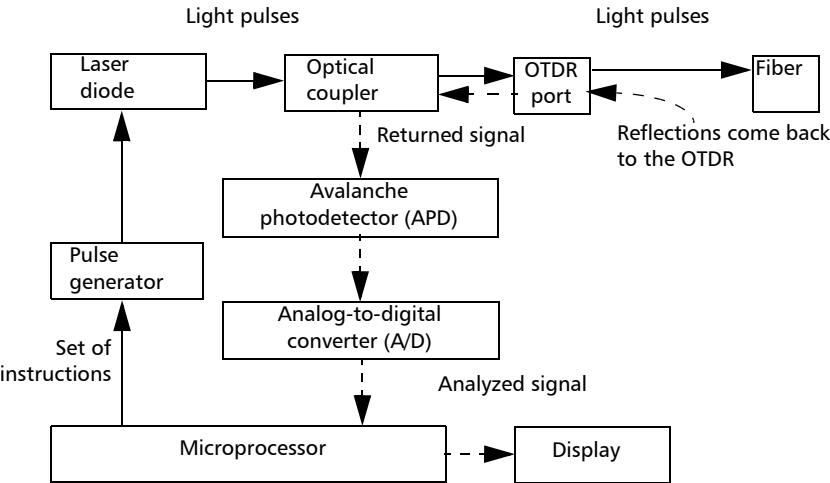 Light pulses
Light pulses
Laser
diode
Optical
coupler
OTDR
port
Fiber
Returned signal
Reflections come back
to the OTDR
Avalanche
photodetector (APD)
Pulse
generator
Analog-to-digital
converter (A/D)
Set of
instructions
Analyzed signal
Microprocessor
Display